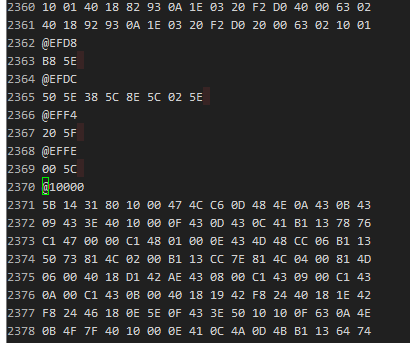 2360 10 01 40 18 82 93 0A 1E 03 20 F2 D0 40 00 63 02
2361 40 18 92 93 0A 1E 03 20 F2 D0 20 00 63 02 10 01
2362 @EFD8
2363 B8 5E
2364 @EFDC
2365 50 5E 38 5C 8E 5C 02 5E
2366 @EFF4
2367 20 5F
2368 @EFFE
2369 00 5C
2370 @10000
2371 5B 14 31 80 10 00 47 4C C6 0D 48 4E 0A 43 0B 43
2372 09 43 3E 40 10 00 0F 43 0D 43 0C 41 B1 13 78 76
2373 C1 47 00 00 C1 48 01 00 0E 43 4D 48 CC 06 B1 13
2374 50 73 81 4C 02 00 B1 13 CC 7E 81 4C 04 00 81 4D
2375 06 00 40 18 D1 42 AE 43 08 00 C1 43 09 00 C1 43
2376 0A 00 C1 43 0B 00 40 18 19 42 F8 24 40 18 1E 42
2377 F8 24 46 18 0E 5E 0F 43 3E 50 10 10 0F 63 0A 4E
2378 0B 4F 7F 40 10 00 0E 41 0C 4A 0D 4B B1 13 64 74